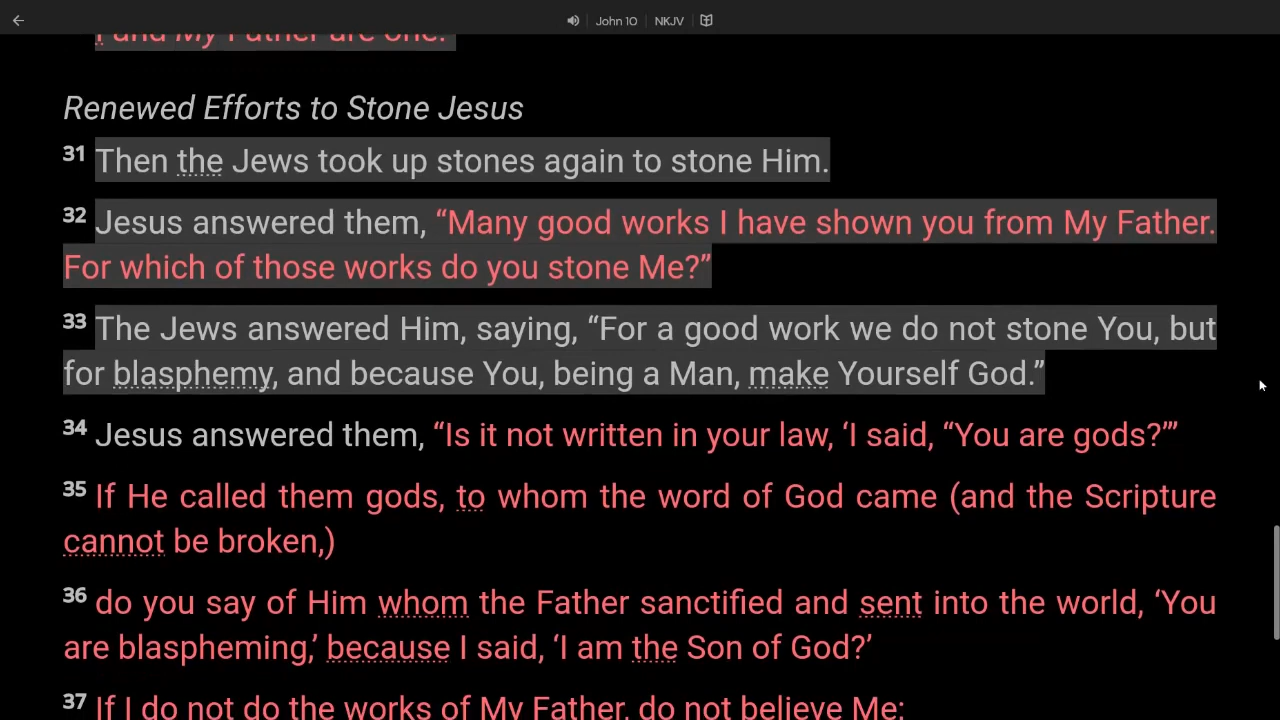 John 10 NKJV
I and My Father are one.”
Renewed Efforts to Stone Jesus
31 Then the Jews took up stones again to stone Him.
32 Jesus answered them, “Many good works I have shown you from My Father.
For which of those works do you stone Me?”
33 The Jews answered Him, saying, “For a good work we do not stone You, but
for blasphemy, and because You, being a Man, make Yourself God.”
34 Jesus answered them, “Is it not written in your law, ‘I said, “You are gods?”’
35 If He called them gods, to whom the word of God came (and the Scripture
cannot be broken,)
36 do you say of Him whom the Father sanctified and sent into the world, ‘You
are blaspheming,’ because I said, ‘I am the Son of God?’
37 If I do not do the works of My Father, do not believe Me;